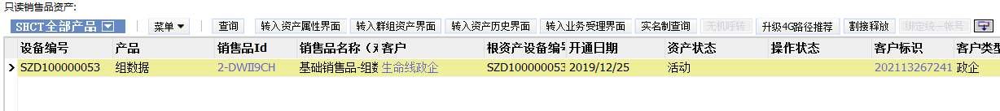 只读销售品资产:
SHCT全部产品 菜单 查询 转入资产属性界面 转入群组资产界面 转入资产历史界面 转入业务受理界面 实名制查询 无机呼转 升级4G路径推荐 割接释放 绑定统一帐号
设备编号 产品 销售品Id 销售品名称（ 客户 根资产设备编号 开通日期 资产状态 操作状态 客户标识 客户类型
SZD100000053 组数据 2-DWII9CH 基础销售品-组数 生命线政企 SZD100000053 2019/12/25 活动 202113267241 政企